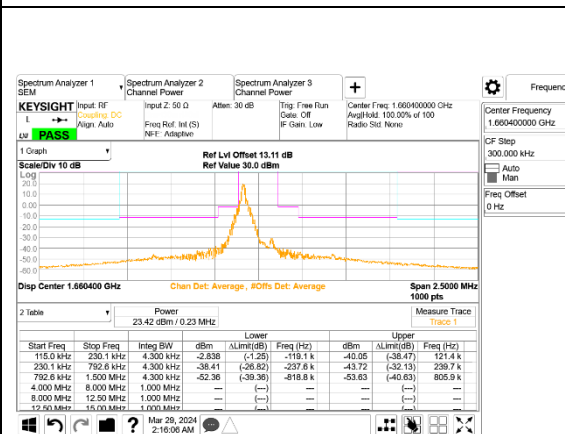 Spectrum Analyzer 1
SEM
Spectrum Analyzer 2
Channel Power
Spectrum Analyzer 3
Channel Power
+
Frequenc
KEYSIGHT
Input: RF
Coupling: DC
Align: Auto
Input Z: 50 Ω
Freq Ref: Int (S)
NFE: Adaptive
Atten: 30 dB
Trig: Free Run
Gate: Off
IF Gain: Low
Center Freq: 1.660400000 GHz
Avg|Hold: 100.00% of 100
Radio Std: None
L
PASS
Center Frequency
1.660400000 GHz
CF Step
300.000 kHz
Auto
Man
Freq Offset
0 Hz
1 Graph
Scale/Div 10 dB
Ref Lvl Offset 13.11 dB
Ref Value 30.0 dBm
Log
20.0
10.0
0.00
-10.0
-20.0
-30.0
-40.0
-50.0
-60.0
Disp Center 1.660400 GHz
Chan Det: Average, #Offs Det: Average
Span 2.5000 MHz
1000 pts
2 Table
Power
23.42 dBm / 0.23 MHz
Measure Trace
Trace 1
Lower Upper
Start Freq Stop Freq Integ BW dBm ΔLimit(dB) Freq (Hz) dBm ΔLimit(dB) Freq (Hz)
115.0 kHz 230.1 kHz 4.300 kHz -2.838 (-1.25) -119.1 k -40.05 (-38.47) 121.4 k
230.1 kHz 792.6 kHz 4.300 kHz -38.41 (-26.82) -237.6 k -43.72 (-32.13) 239.7 k
792.6 kHz 1.500 MHz 4.300 kHz -52.36 (-39.36) -818.8 k -53.63 (-40.63) 805.9 k
4.000 MHz 8.000 MHz 1.000 MHz --- (---) --- --- (---) ---
8.000 MHz 12.50 MHz 1.000 MHz --- (---) --- --- (---) ---
12.50 MHz 15.00 MHz 1.000 MHz --- (---) --- --- (---) ---
?
Mar 29, 2024
2:16:06 AM